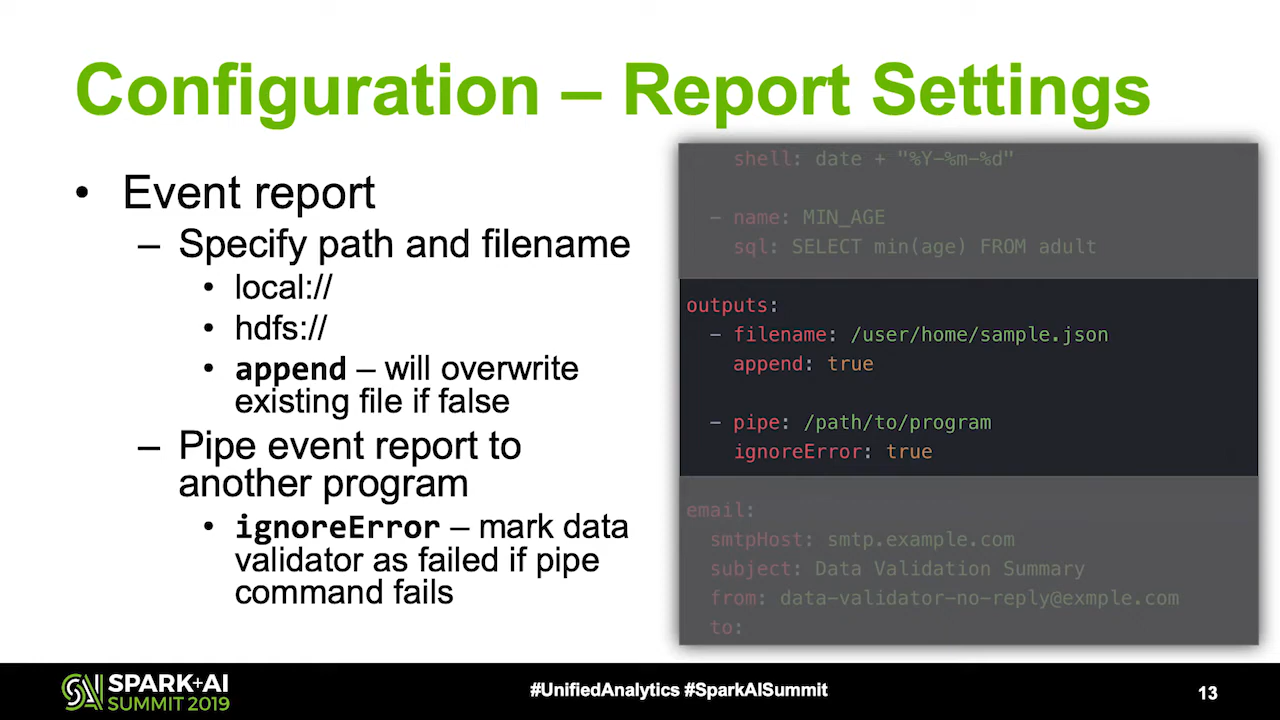 Configuration – Report Settings
• Event report
– Specify path and filename
• local://
• hdfs://
• append – will overwrite
existing file if false
– Pipe event report to
another program
• ignoreError – mark data
validator as failed if pipe
command fails
shell: date + "%Y-%m-%d"
- name: MIN_AGE
sql: SELECT min(age) FROM adult
outputs:
- filename: /user/home/sample.json
append: true
- pipe: /path/to/program
ignoreError: true
email:
smtpHost: smtp.example.com
subject: Data Validation Summary
from: data-validator-no-reply@exmple.com
to:
SPARK+AI
SUMMIT 2019
#UnifiedAnalytics #SparkAISummit
13